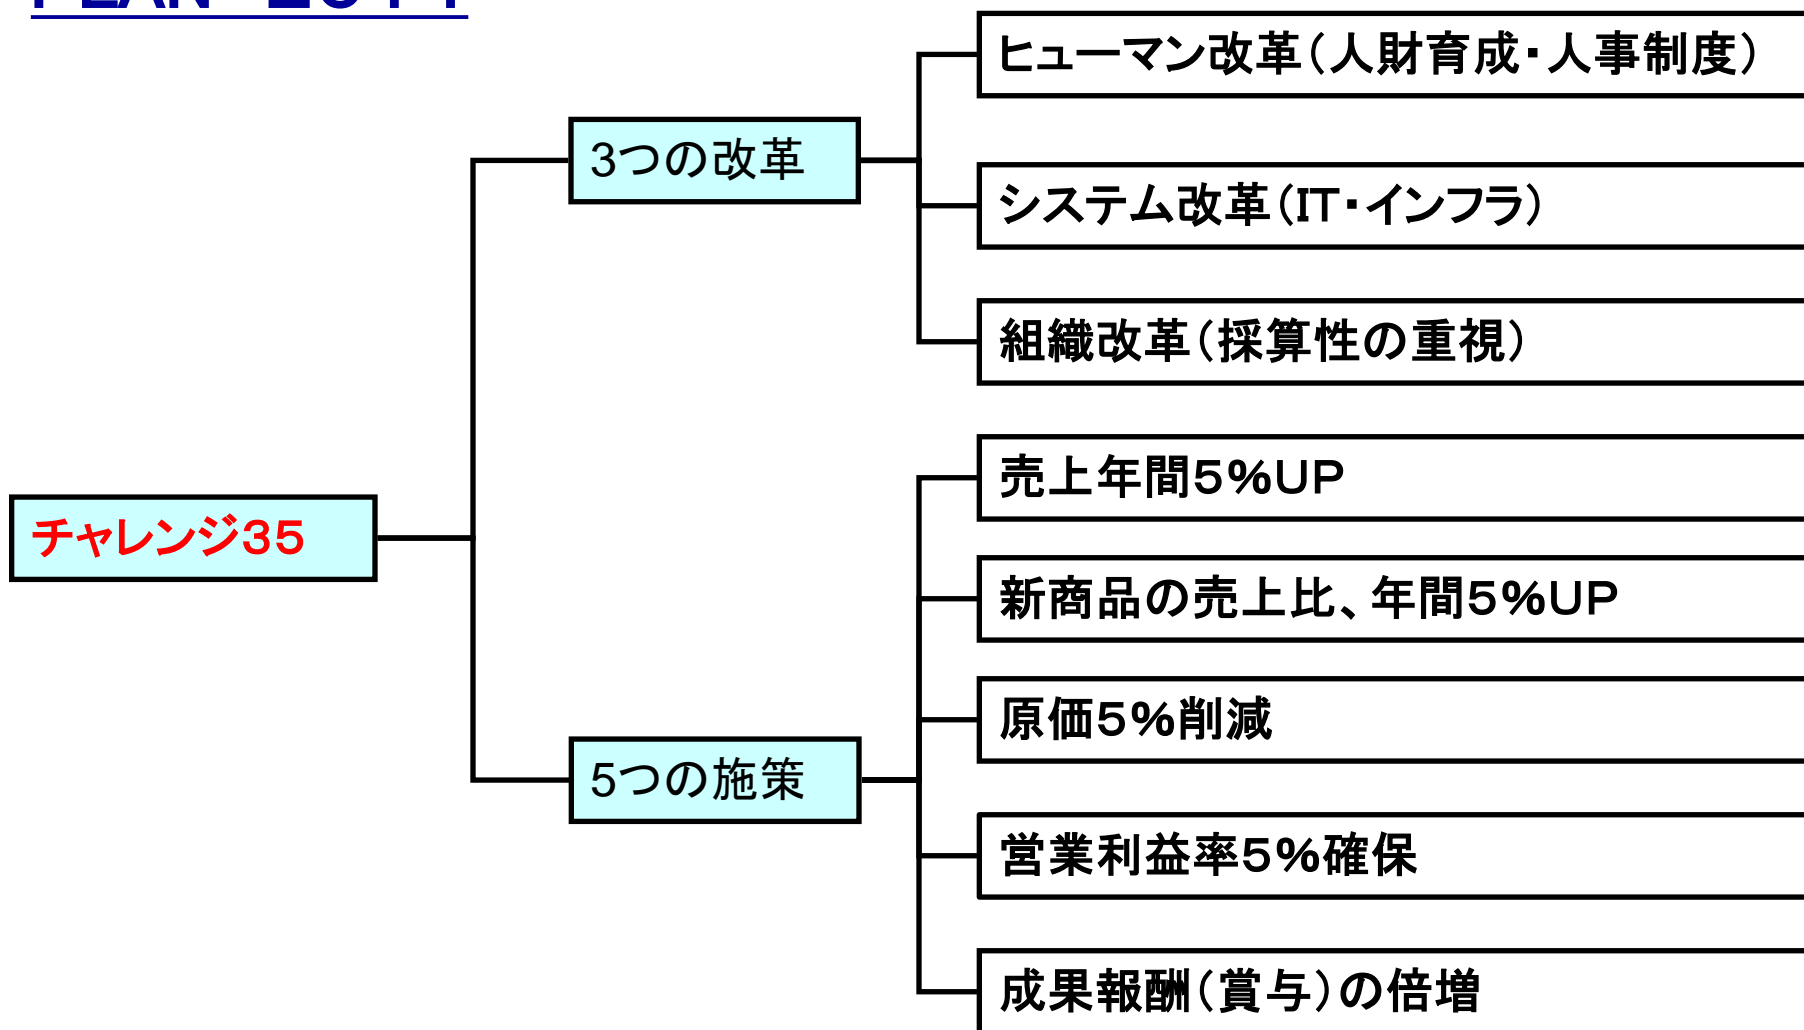 ヒューマン改革（人財育成・人事制度）
3つの改革
システム改革（IT・インフラ）
組織改革（採算性の重視）
売上年間5%UP
チャレンジ35
新商品の売上比、年間5%UP
原価5%削減
5つの施策
営業利益率5%確保
成果報酬（賞与）の倍増